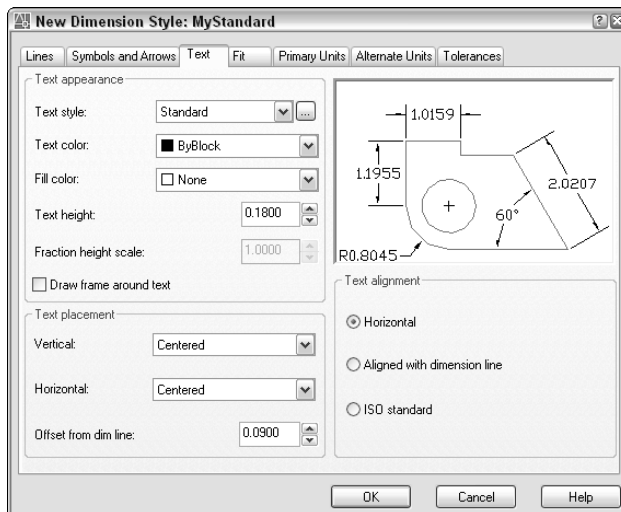 New Dimension Style: MyStandard
Lines
Symbols and Arrows
Text
Fit
Primary Units
Alternate Units
Tolerances
Text appearance
Text style:
Standard
...
Text color:
ByBlock
Fill color:
None
Text height:
0.1800
Fraction height scale:
1.0000
Draw frame around text
Text placement
Vertical:
Centered
Horizontal:
Centered
Offset from dim line:
0.0900
1.0159
1.1955
2.0207
60°
R0.8045
Text alignment
Horizontal
Aligned with dimension line
ISO standard
OK
Cancel
Help